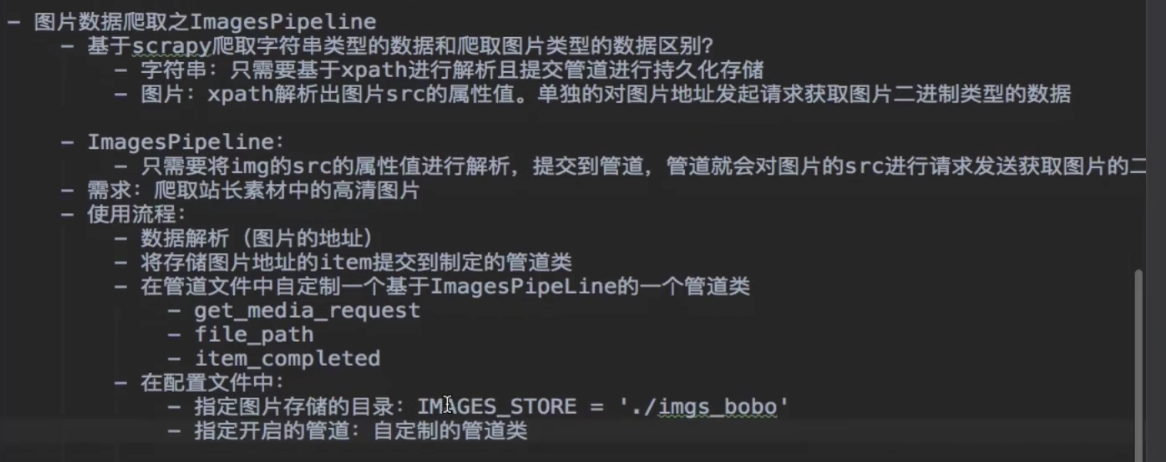 - 图片数据爬取之ImagesPipeline
- 基于scrapy爬取字符串类型的数据和爬取图片类型的数据区别?
- 字符串：只需要基于xpath进行解析且提交管道进行持久化存储
- 图片：xpath解析出图片src的属性值。单独的对图片地址发起请求获取图片二进制类型的数据
- ImagesPipeline:
- 只需要将img的src的属性值进行解析，提交到管道，管道就会对图片的src进行请求发送获取图片的二
- 需求：爬取站长素材中的高清图片
- 使用流程：
- 数据解析（图片的地址）
- 将存储图片地址的item提交到制定的管道类
- 在管道文件中自定制一个基于ImagesPipeLine的一个管道类
- get_media_request
- file_path
- item_completed
- 在配置文件中：
- 指定图片存储的目录：IMAGES_STORE = './imgs_bobo'
- 指定开启的管道：自定制的管道类